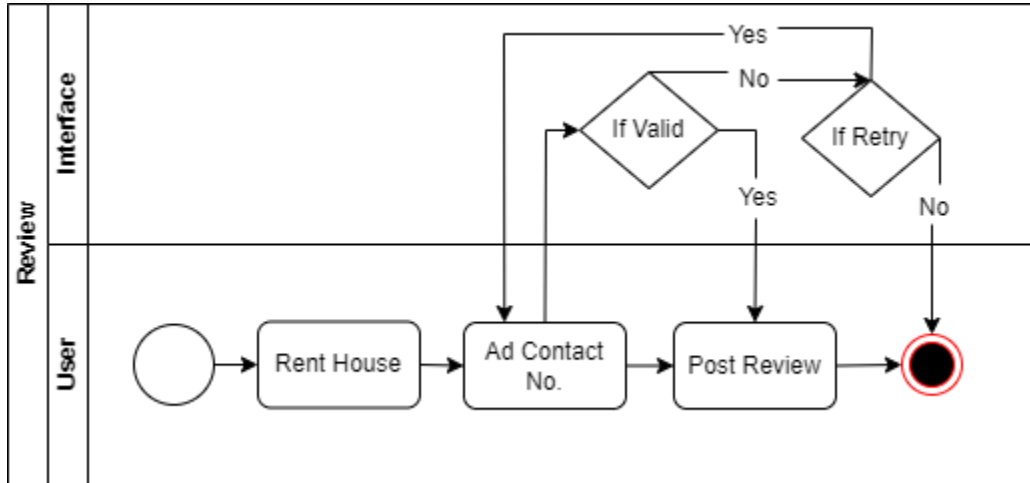 Review
Interface
User
Yes
No
If Valid
If Retry
Yes
No
Rent House
Ad Contact
No.
Post Review